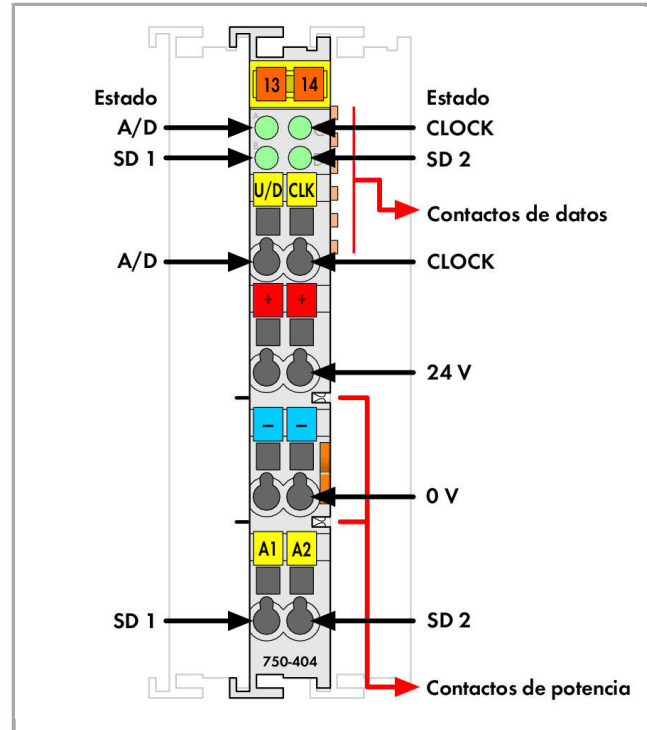 13 14
Estado
Estado
A/D
A
C
CLOCK
SD 1
B
D
SD 2
U/D CLK
Contactos de datos
A/D
CLOCK
+ +
24 V
− −
0 V
A1 A2
SD 1
SD 2
750-404
Contactos de potencia